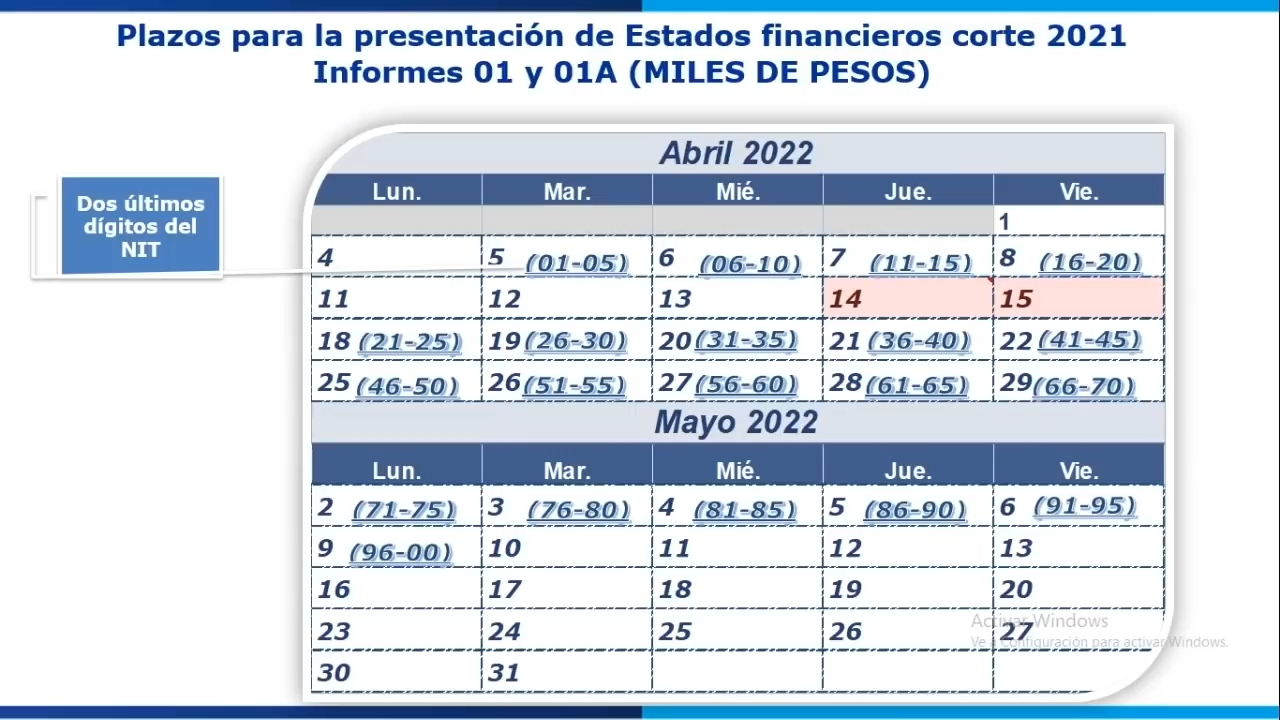 Plazos para la presentación de Estados financieros corte 2021
Informes 01 y 01A (MILES DE PESOS)
Dos últimos
dígitos del
NIT
Abril 2022
Lun. Mar. Mié. Jue. Vie.
1
4 5 (01-05) 6 (06-10) 7 (11-15) 8 (16-20)
11 12 13 14 15
18 (21-25) 19 (26-30) 20 (31-35) 21 (36-40) 22 (41-45)
25 (46-50) 26 (51-55) 27 (56-60) 28 (61-65) 29 (66-70)
Mayo 2022
Lun. Mar. Mié. Jue. Vie.
2 (71-75) 3 (76-80) 4 (81-85) 5 (86-90) 6 (91-95)
9 (96-00) 10 11 12 13
16 17 18 19 20
23 24 25 26 27
30 31
Activar Windows
Ve a Configuración para activar Windows.